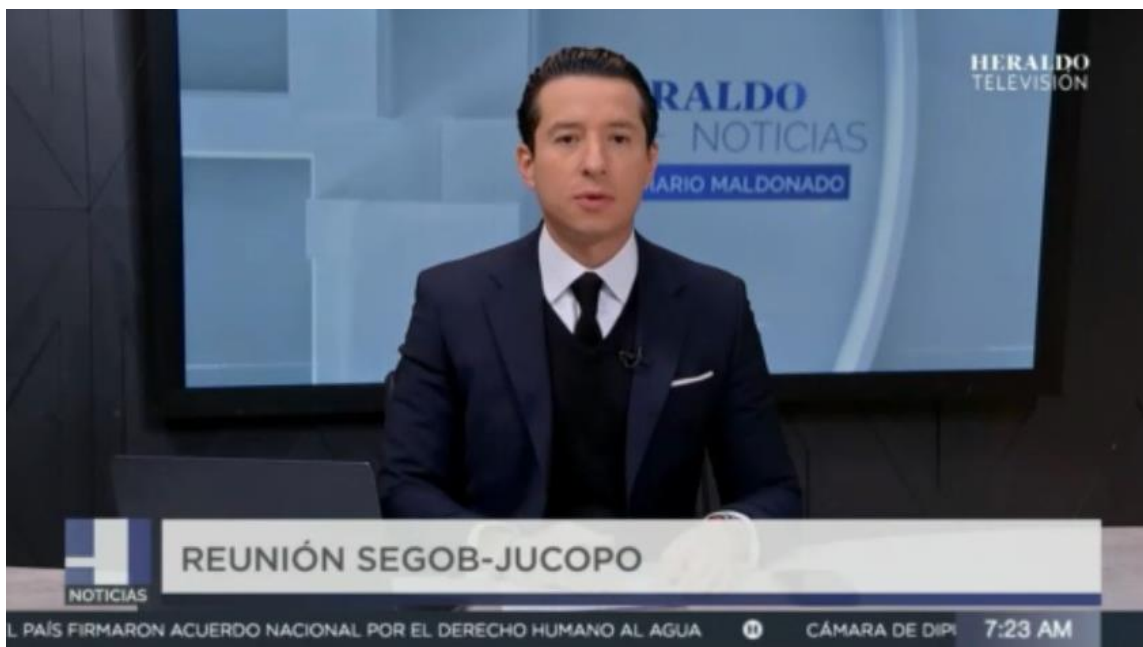 HERALDO
TELEVISIÓN
RALDO
NOTICIAS
MARIO MALDONADO
REUNIÓN SEGOB-JUCOPO
NOTICIAS
L PAÍS FIRMARON ACUERDO NACIONAL POR EL DERECHO HUMANO AL AGUA
CÁMARA DE DIPU
7:23 AM